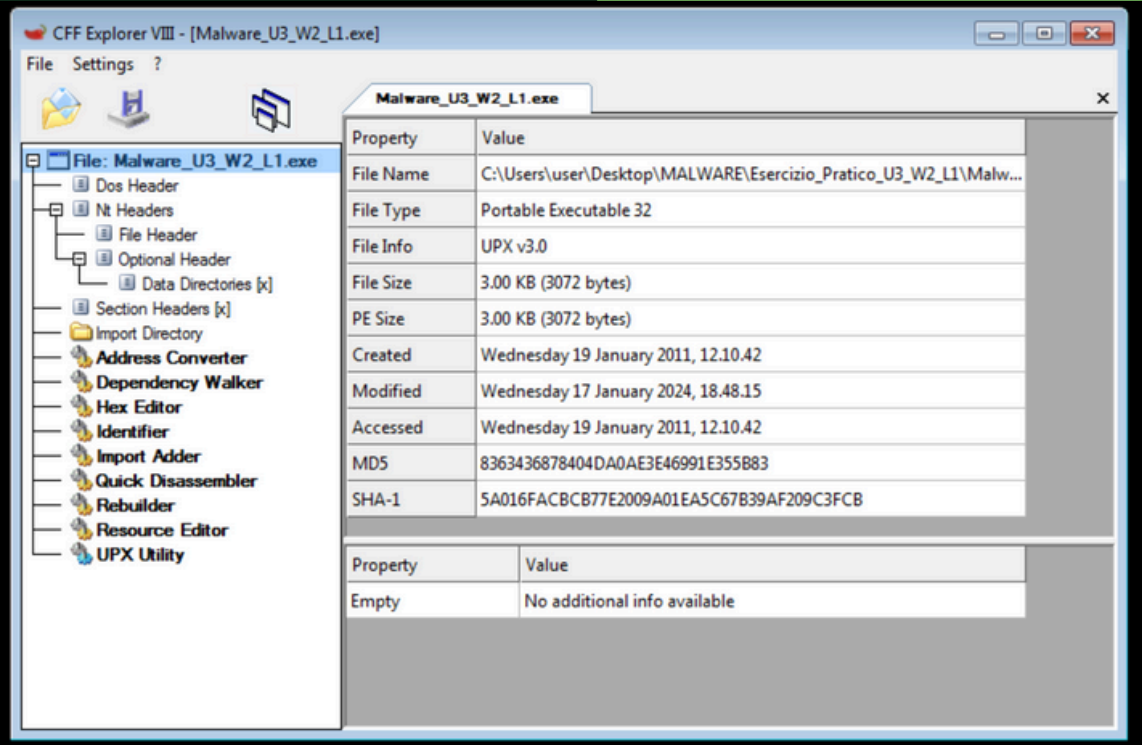 CFF Explorer VIII - [Malware_U3_W2_L1.exe]
File Settings ?
Malware_U3_W2_L1.exe
File: Malware_U3_W2_L1.exe
Dos Header
Nt Headers
File Header
Optional Header
Data Directories [x]
Section Headers [x]
Import Directory
Address Converter
Dependency Walker
Hex Editor
Identifier
Import Adder
Quick Disassembler
Rebuilder
Resource Editor
UPX Utility
Property Value
File Name C:\Users\user\Desktop\MALWARE\Esercizio_Pratico_U3_W2_L1\Malw...
File Type Portable Executable 32
File Info UPX v3.0
File Size 3.00 KB (3072 bytes)
PE Size 3.00 KB (3072 bytes)
Created Wednesday 19 January 2011, 12.10.42
Modified Wednesday 17 January 2024, 18.48.15
Accessed Wednesday 19 January 2011, 12.10.42
MD5 8363436878404DA0AE3E46991E355B83
SHA-1 5A016FACBCB77E2009A01EA5C67B39AF209C3FCB
Property Value
Empty No additional info available